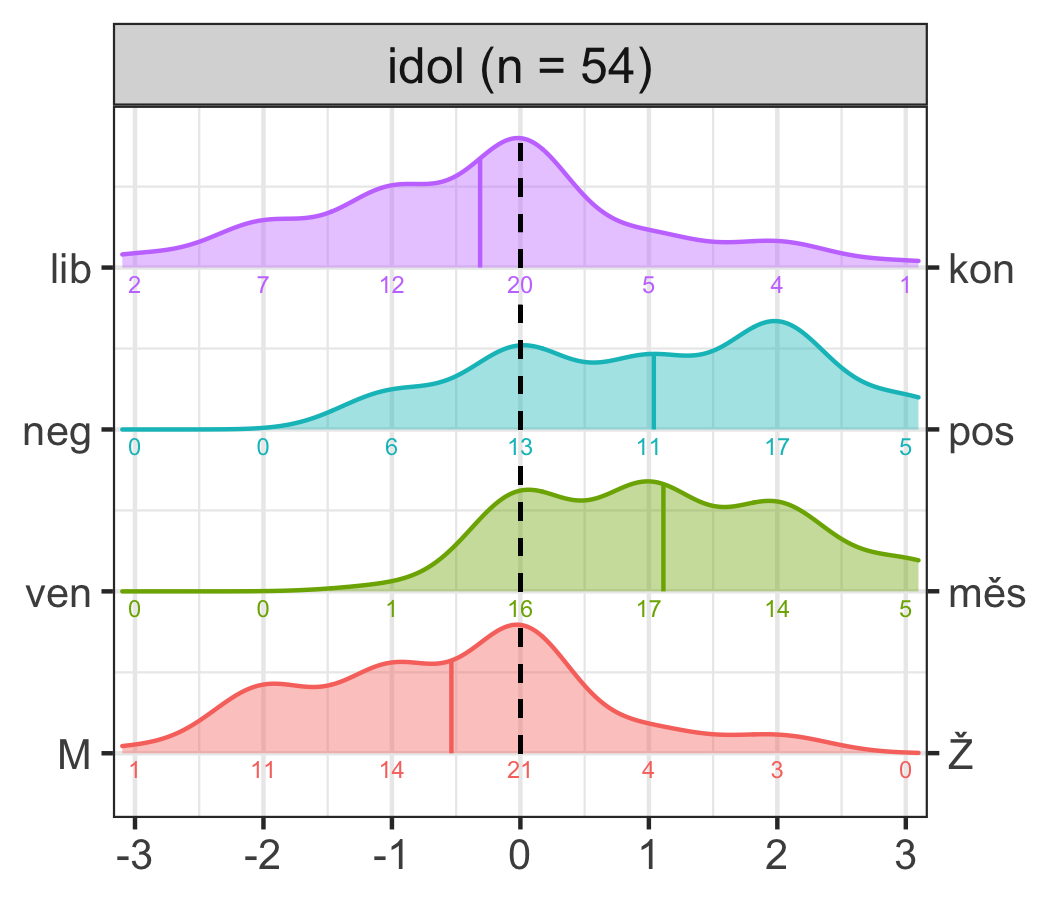 idol (n = 54)
lib kon
2 7 12 20 5 4 1
neg pos
0 0 6 13 11 17 5
ven měs
0 0 1 16 17 14 5
M Ž
1 11 14 21 4 3 0
-3 -2 -1 0 1 2 3